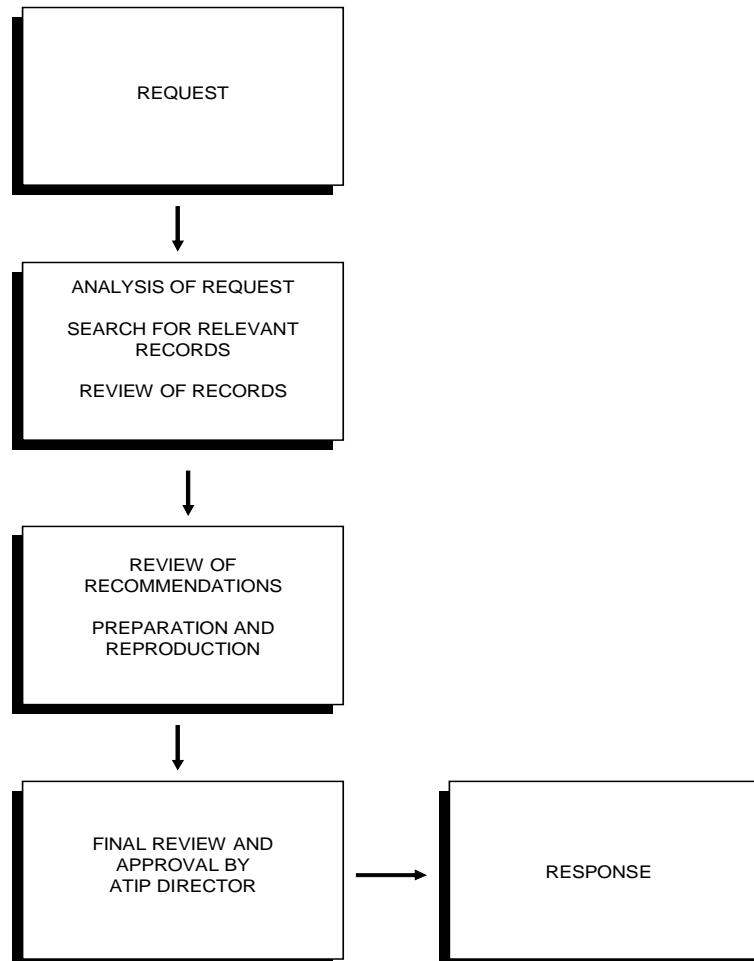 REQUEST
ANALYSIS OF REQUEST
SEARCH FOR RELEVANT
RECORDS
REVIEW OF RECORDS
REVIEW OF
RECOMMENDATIONS
PREPARATION AND
REPRODUCTION
FINAL REVIEW AND
APPROVAL BY
ATIP DIRECTOR
RESPONSE